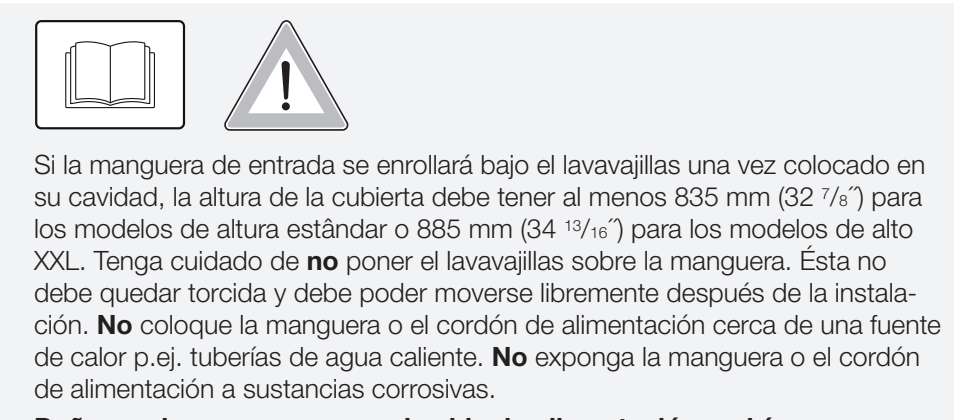 Si la manguera de entrada se enrollará bajo el lavavajillas una vez colocado en
su cavidad, la altura de la cubierta debe tener al menos 835 mm (32 7/8˝) para
los modelos de altura estândar o 885 mm (34 13/16˝) para los modelos de alto
XXL. Tenga cuidado de no poner el lavavajillas sobre la manguera. Ésta no
debe quedar torcida y debe poder moverse libremente después de la instala-
ción. No coloque la manguera o el cordón de alimentación cerca de una fuente
de calor p.ej. tuberías de agua caliente. No exponga la manguera o el cordón
de alimentación a sustancias corrosivas.